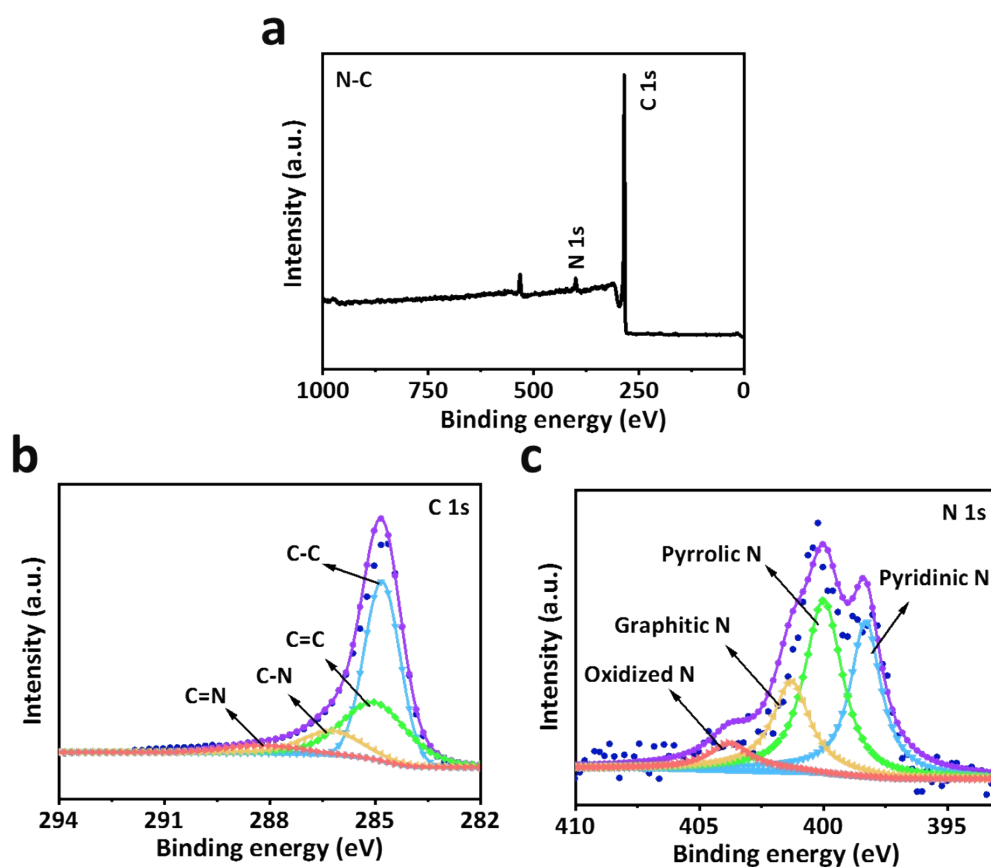 a
N-C
C 1s
N 1s
Intensity (a.u.)
1000 750 500 250 0
Binding energy (eV)
b
C 1s
C-C
C=C
C-N
C=N
Intensity (a.u.)
294 291 288 285 282
Binding energy (eV)
c
N 1s
Pyrrolic N
Pyridinic N
Graphitic N
Oxidized N
Intensity (a.u.)
410 405 400 395
Binding energy (eV)